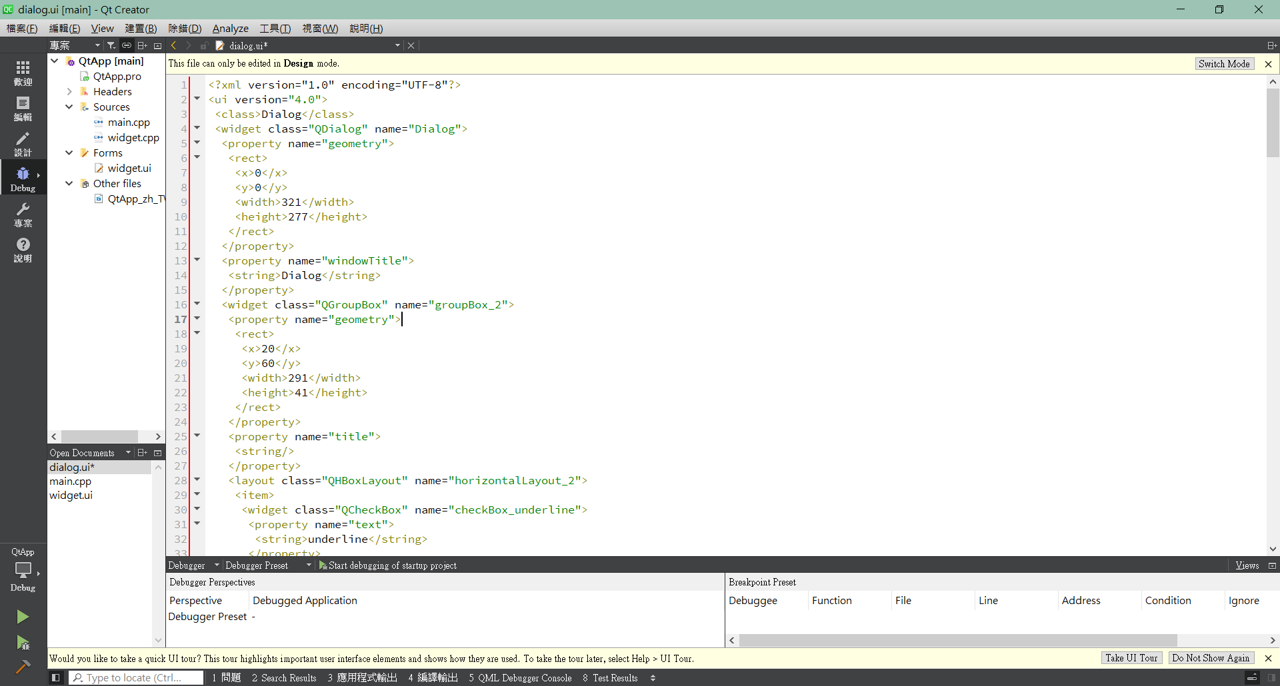 dialog.ui [main] - Qt Creator
檔案(F) 編輯(E) View 建置(B) 除錯(D) Analyze 工具(T) 視窗(W) 說明(H)
專案
dialog.ui*
歡迎
編輯
設計
Debug
專案
說明
QtApp [main]
QtApp.pro
Headers
Sources
main.cpp
widget.cpp
Forms
widget.ui
Other files
QtApp_zh_TW
This file can only be edited in Design mode.
Switch Mode
1 <?xml version="1.0" encoding="UTF-8"?>
2 <ui version="4.0">
3 <class>Dialog</class>
4 <widget class="QDialog" name="Dialog">
5 <property name="geometry">
6 <rect>
7 <x>0</x>
8 <y>0</y>
9 <width>321</width>
10 <height>277</height>
11 </rect>
12 </property>
13 <property name="windowTitle">
14 <string>Dialog</string>
15 </property>
16 <widget class="QGroupBox" name="groupBox_2">
17 <property name="geometry">
18 <rect>
19 <x>20</x>
20 <y>60</y>
21 <width>291</width>
22 <height>41</height>
23 </rect>
24 </property>
25 <property name="title">
26 <string/>
27 </property>
28 <layout class="QHBoxLayout" name="horizontalLayout_2">
29 <item>
30 <widget class="QCheckBox" name="checkBox_underline">
31 <property name="text">
32 <string>underline</string>
33 </property>
Open Documents
dialog.ui*
main.cpp
widget.ui
QtApp
Debug
Debugger Debugger Preset Start debugging of startup project Views
Debugger Perspectives
Perspective Debugged Application
Debugger Preset -
Breakpoint Preset
Debuggee Function File Line Address Condition Ignore
Would you like to take a quick UI tour? This tour highlights important user interface elements and shows how they are used. To take the tour later, select Help > UI Tour.
Take UI Tour Do Not Show Again
Type to locate (Ctrl... 1 問題 2 Search Results 3 應用程式輸出 4 編譯輸出 5 QML Debugger Console 8 Test Results